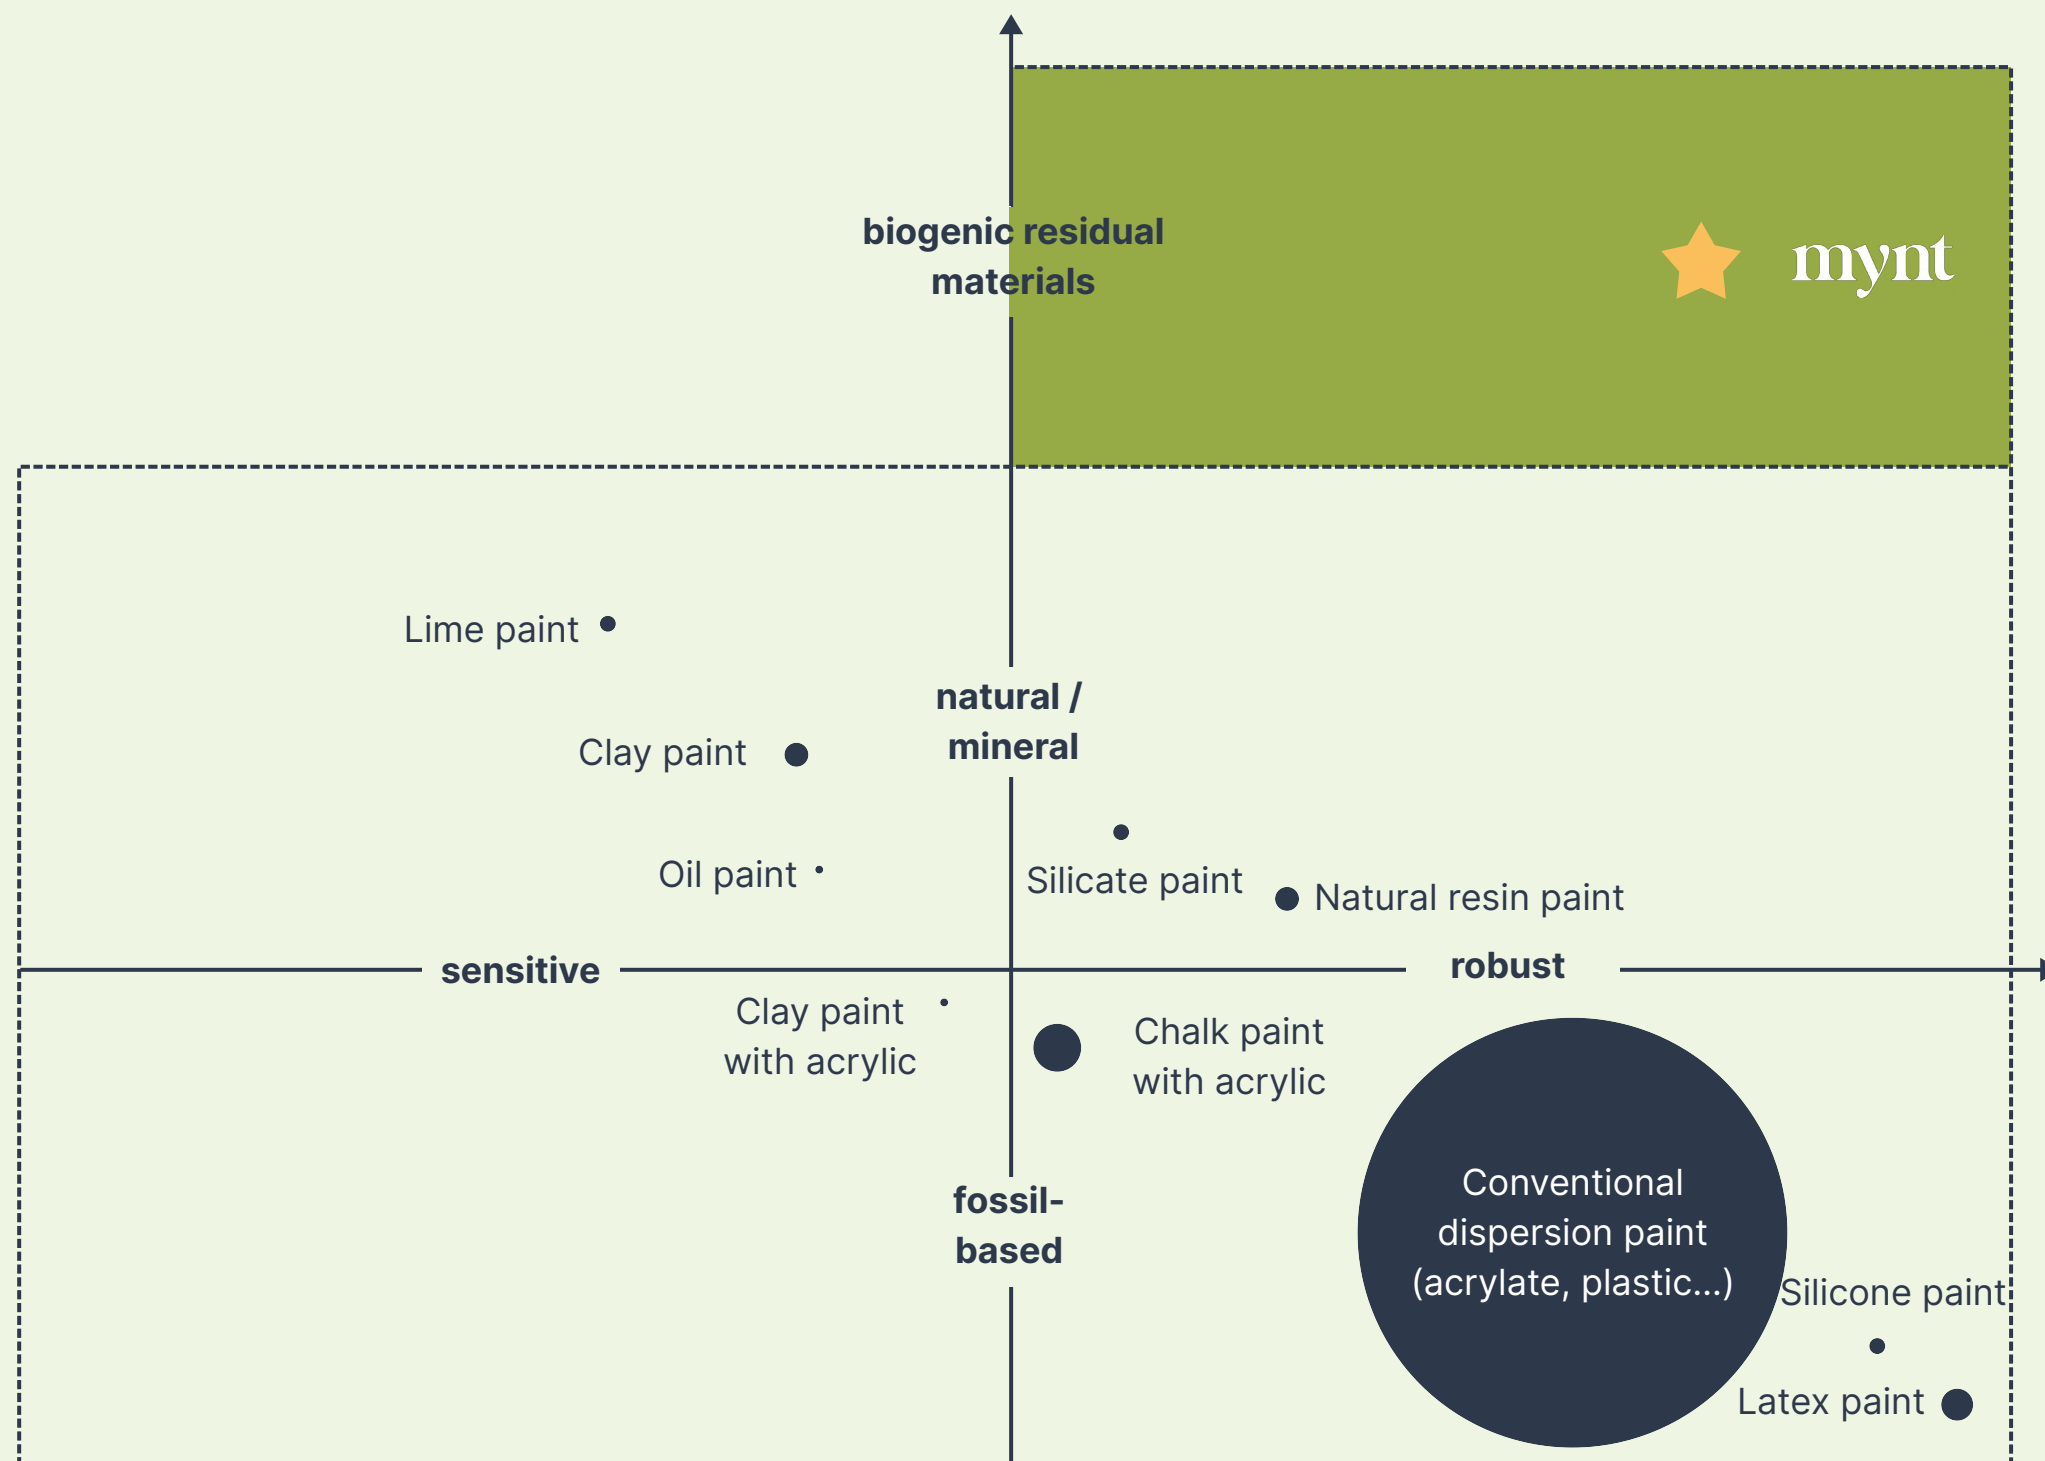 biogenic residual
materials
mynt
Lime paint
natural /
mineral
Clay paint
Oil paint
Silicate paint
Natural resin paint
sensitive
robust
Clay paint
with acrylic
Chalk paint
with acrylic
fossil-
based
Conventional
dispersion paint
(acrylate, plastic...)
Silicone paint
Latex paint